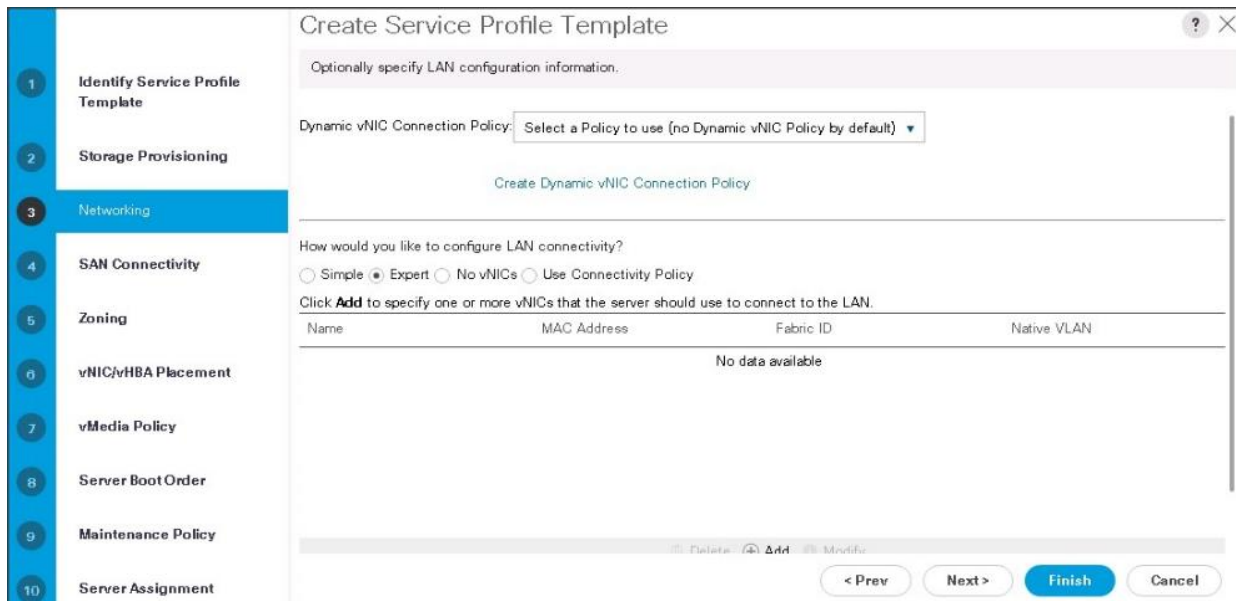 Create Service Profile Template
?
1 Identify Service Profile
Template
2 Storage Provisioning
3 Networking
4 SAN Connectivity
5 Zoning
6 vNIC/vHBA Placement
7 vMedia Policy
8 Server Boot Order
9 Maintenance Policy
10 Server Assignment
Optionally specify LAN configuration information.
Dynamic vNIC Connection Policy: Select a Policy to use (no Dynamic vNIC Policy by default)
Create Dynamic vNIC Connection Policy
How would you like to configure LAN connectivity?
Simple Expert No vNICs Use Connectivity Policy
Click Add to specify one or more vNICs that the server should use to connect to the LAN.
Name MAC Address Fabric ID Native VLAN
No data available
Delete Add Modify
< Prev Next > Finish Cancel